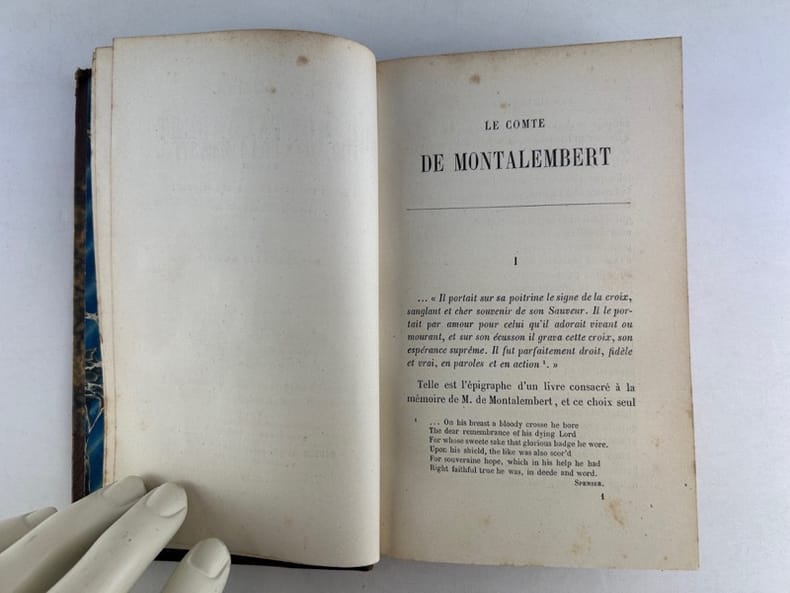 LE COMTE
DE MONTALEMBERT
I
... « Il portait sur sa poitrine le signe de la croix,
sanglant et cher souvenir de son Sauveur. Il le por-
tait par amour pour celui qu'il adorait vivant ou
mourant, et sur son écusson il grava cette croix, son
espérance suprême. Il fut parfaitement droit, fidèle
et vrai, en paroles et en action ¹. »
Telle est l'épigraphe d'un livre consacré à la
mémoire de M. de Montalembert, et ce choix seul
¹ ... On his breast a bloody crosse he bore
The dear remembrance of his dying Lord
For whose sweete sake that glorious badge he wore.
Upon his shield, the like was also scor'd
For souveraine hope, which in his help he had
Right faithful true he was, in deede and word.
SPENSER.
1